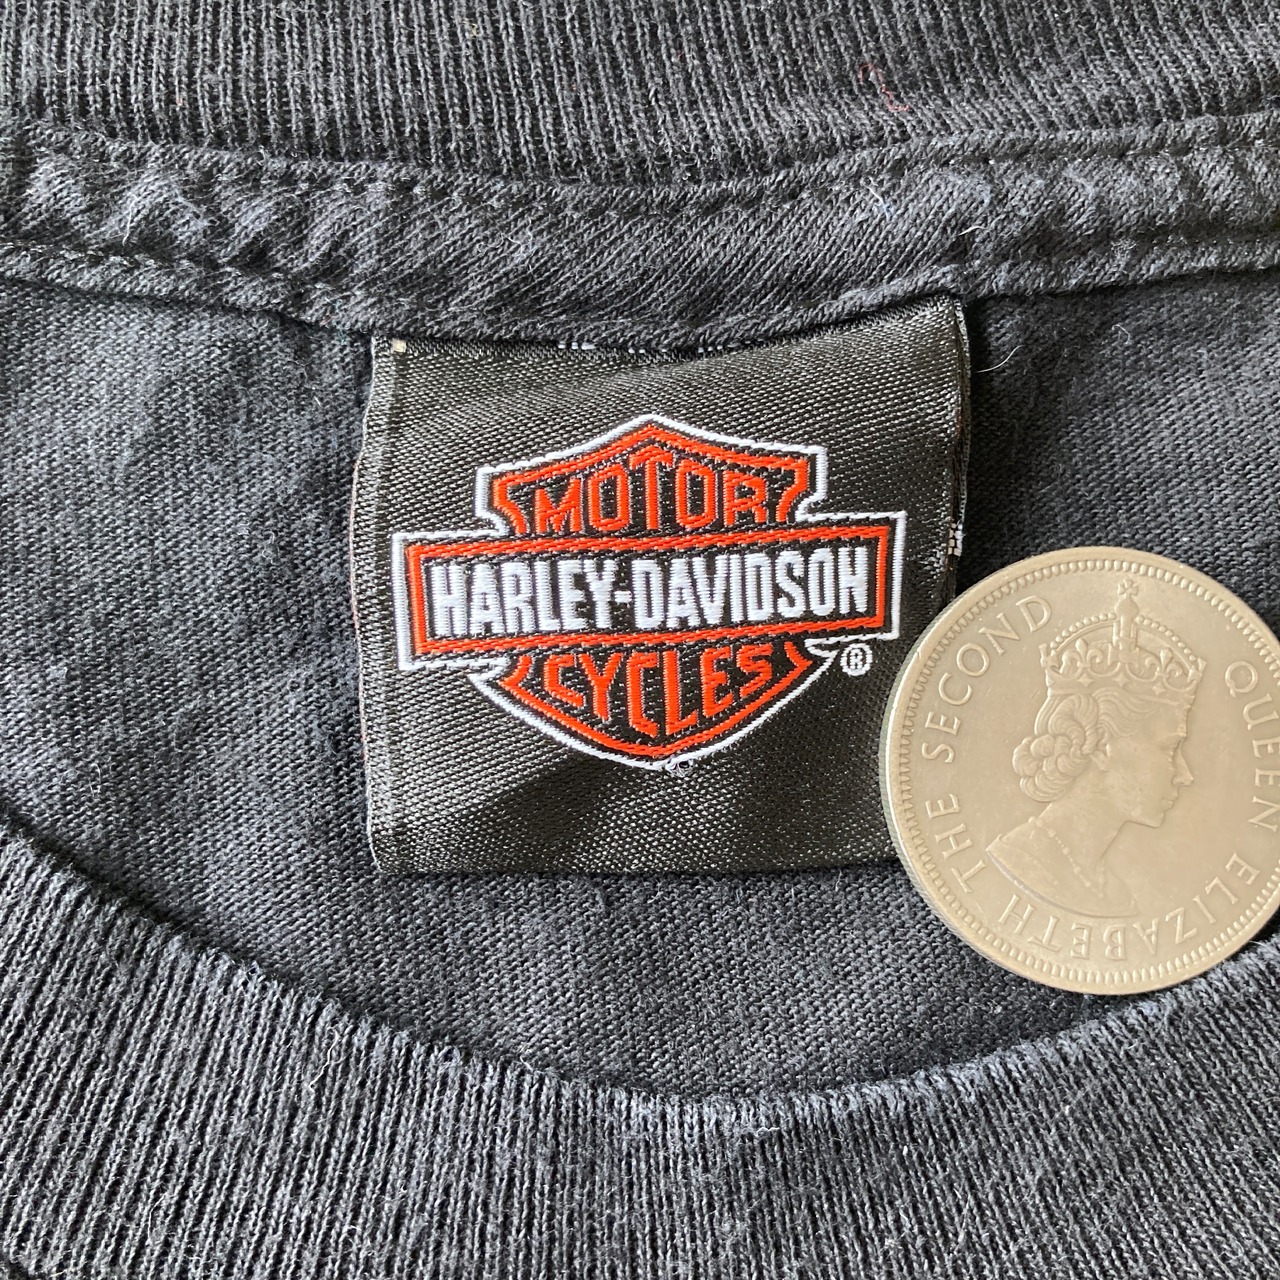 MOTOR
HARLEY-DAVIDSON
CYCLES
®
QUEEN ELIZABETH THE SECOND